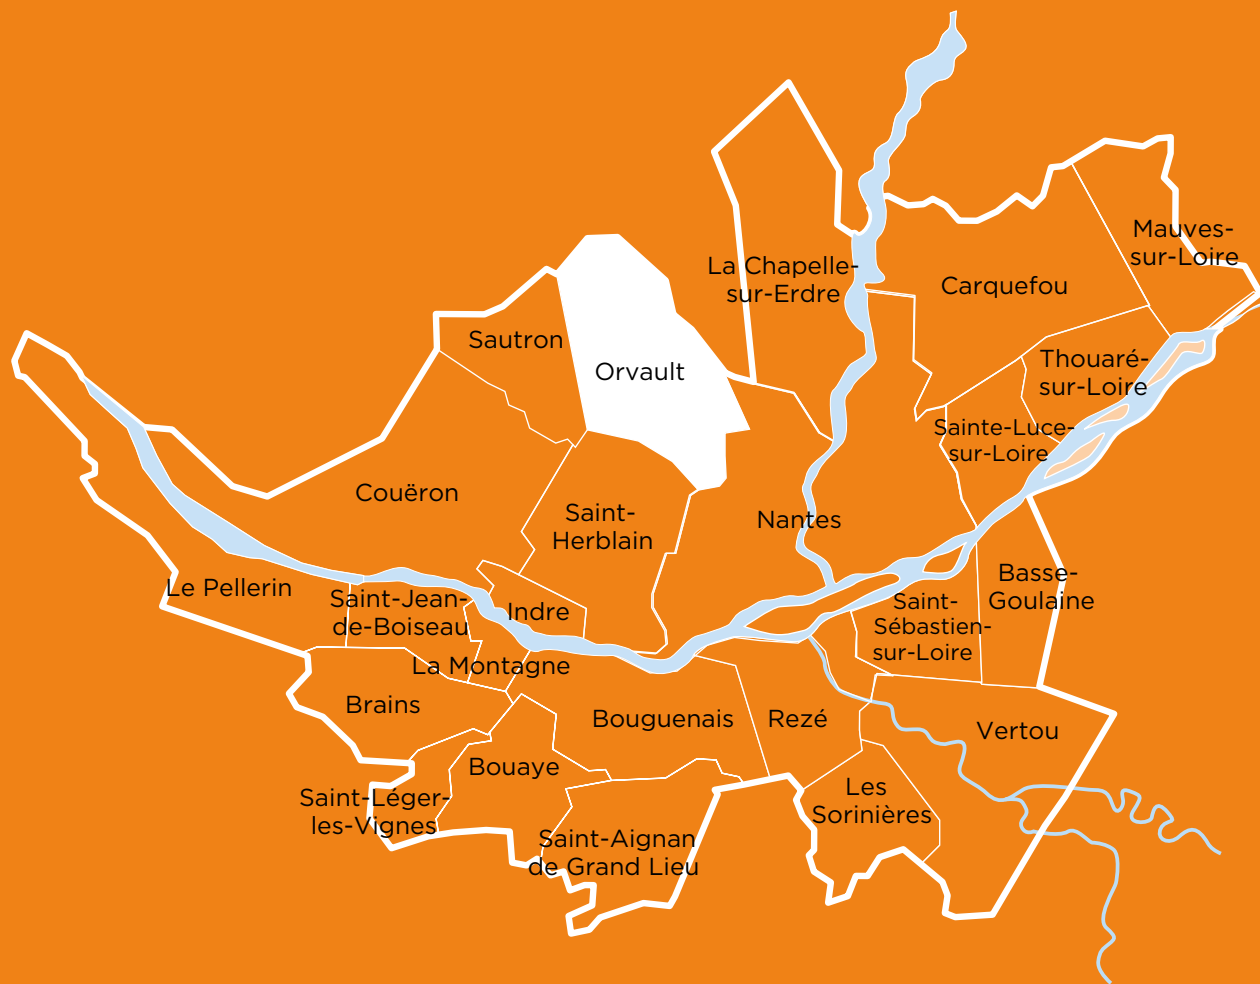 Mauves-
sur-Loire
La Chapelle-
sur-Erdre
Carquefou
Sautron
Orvault
Thouaré-
sur-Loire
Sainte-Luce-
sur-Loire
Couëron
Saint-
Herblain
Nantes
Le Pellerin
Saint-Jean-
de-Boiseau
Indre
Basse-
Goulaine
Saint-
Sébastien-
sur-Loire
La Montagne
Brains
Bouguenais
Rezé
Vertou
Bouaye
Saint-Léger-
les-Vignes
Les
Sorinières
Saint-Aignan
de Grand Lieu